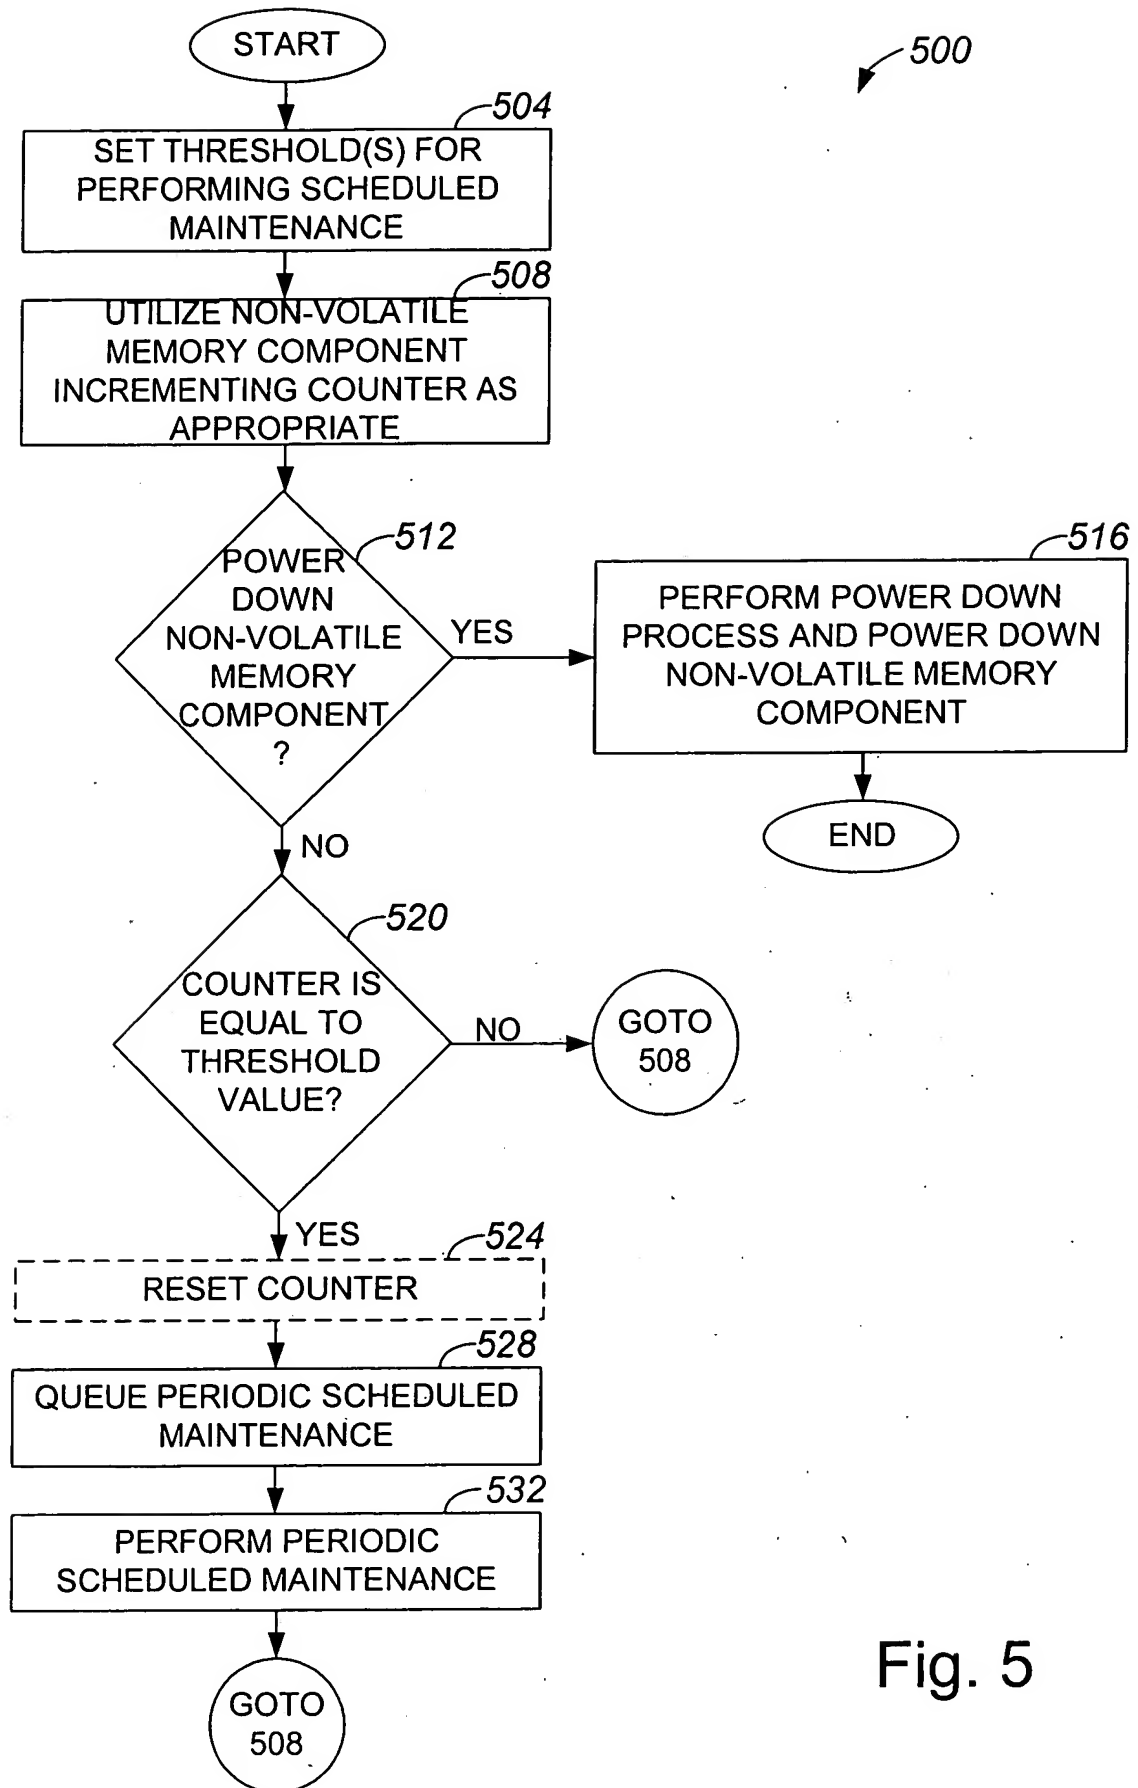 START
500
504
SET THRESHOLD(S) FOR
PERFORMING SCHEDULED
MAINTENANCE
508
UTILIZE NON-VOLATILE
MEMORY COMPONENT
INCREMENTING COUNTER AS
APPROPRIATE
512
POWER
DOWN
NON-VOLATILE
MEMORY
COMPONENT
?
YES
516
PERFORM POWER DOWN
PROCESS AND POWER DOWN
NON-VOLATILE MEMORY
COMPONENT
END
NO
520
COUNTER IS
EQUAL TO
THRESHOLD
VALUE?
NO
GOTO
508
YES
524
RESET COUNTER
528
QUEUE PERIODIC SCHEDULED
MAINTENANCE
532
PERFORM PERIODIC
SCHEDULED MAINTENANCE
GOTO
508
Fig. 5